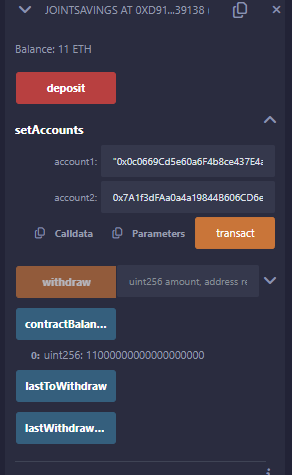 JOINTSAVINGS AT 0XD91...39138
Balance: 11 ETH
deposit
setAccounts
account1: "0x0c0669Cd5e60a6F4b8ce437E4a
account2: 0x7A1f3dFAa0a4a19844B606CD6e
Calldata Parameters transact
withdraw uint256 amount, address re
contractBalan...
0: uint256: 11000000000000000000
lastToWithdraw
lastWithdraw...